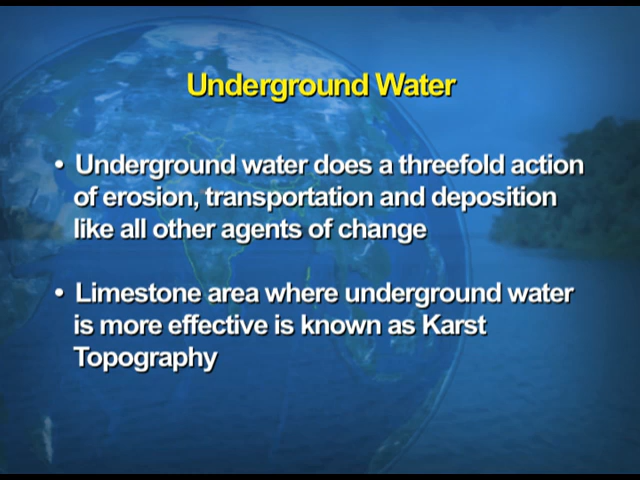 Underground Water
• Underground water does a threefold action
of erosion, transportation and deposition
like all other agents of change
• Limestone area where underground water
is more effective is known as Karst
Topography